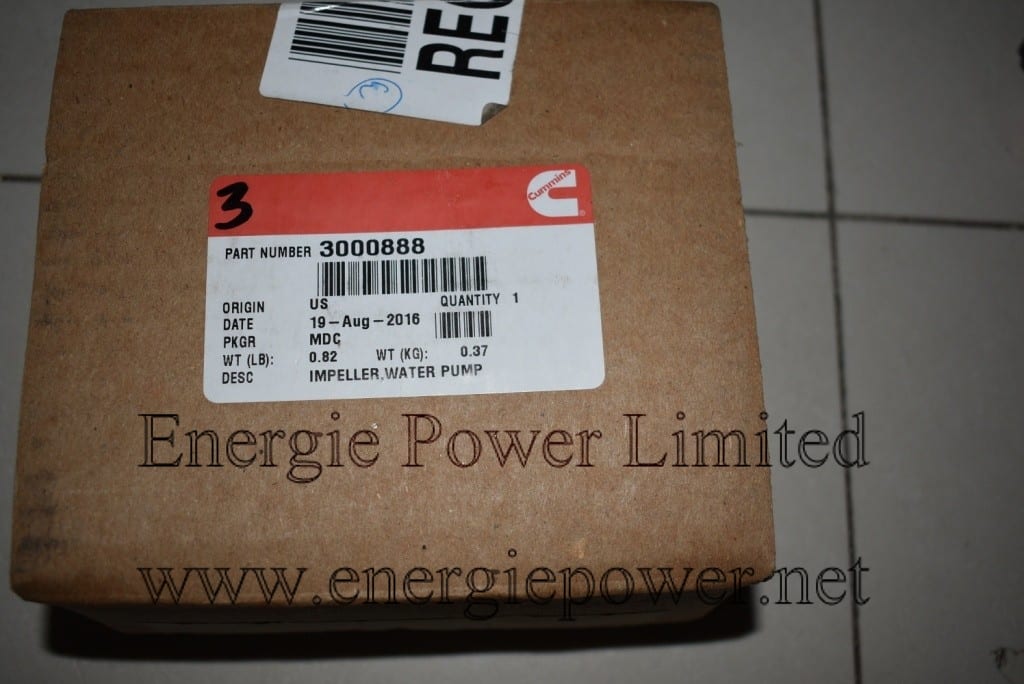 REC
3
3
Cummins
PART NUMBER 3000888
ORIGIN US QUANTITY 1
DATE 19-Aug-2016
PKGR MDC
WT (LB): 0.82 WT (KG): 0.37
DESC IMPELLER,WATER PUMP
Energie Power Limited
www.energiepower.net